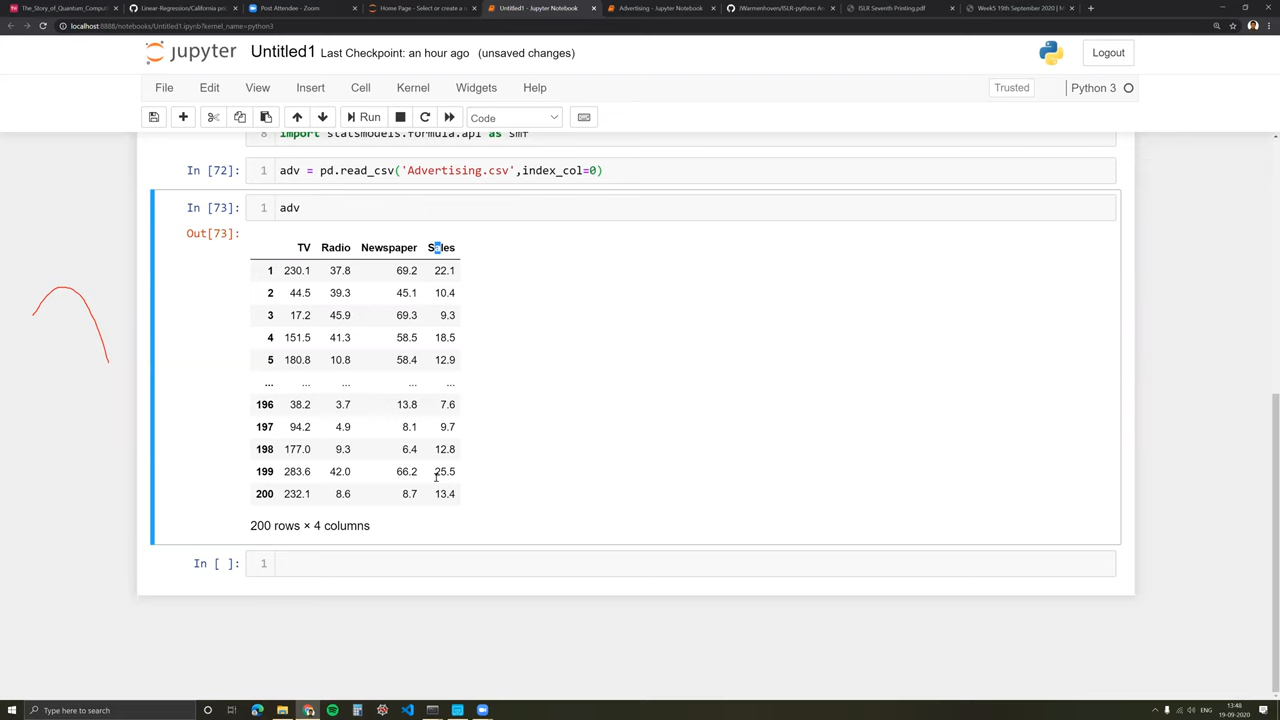 The_Story_of_Quantum_Comput
Linear-Regression/California pri
Post Attendee - Zoom
Home Page - Select or create a n
Untitled1 - Jupyter Notebook
Advertising - Jupyter Notebook
/Warmenhoven/ISLR-python: An
ISLR Seventh Printing.pdf
Week5 19th September 2020 | M
localhost:8888/notebooks/Untitled1.ipynb?kernel_name=python3
jupyter Untitled1 Last Checkpoint: an hour ago (unsaved changes) Logout
File Edit View Insert Cell Kernel Widgets Help Trusted Python 3
Run Code
8 import statsmodels.formula.api as smf
In [72]: 1 adv = pd.read_csv('Advertising.csv',index_col=0)
In [73]: 1 adv
Out[73]:
TV Radio Newspaper Sales
1 230.1 37.8 69.2 22.1
2 44.5 39.3 45.1 10.4
3 17.2 45.9 69.3 9.3
4 151.5 41.3 58.5 18.5
5 180.8 10.8 58.4 12.9
... ... ... ... ...
196 38.2 3.7 13.8 7.6
197 94.2 4.9 8.1 9.7
198 177.0 9.3 6.4 12.8
199 283.6 42.0 66.2 25.5
200 232.1 8.6 8.7 13.4
200 rows × 4 columns
In [ ]: 1
Type here to search
ENG
13:48
19-09-2020